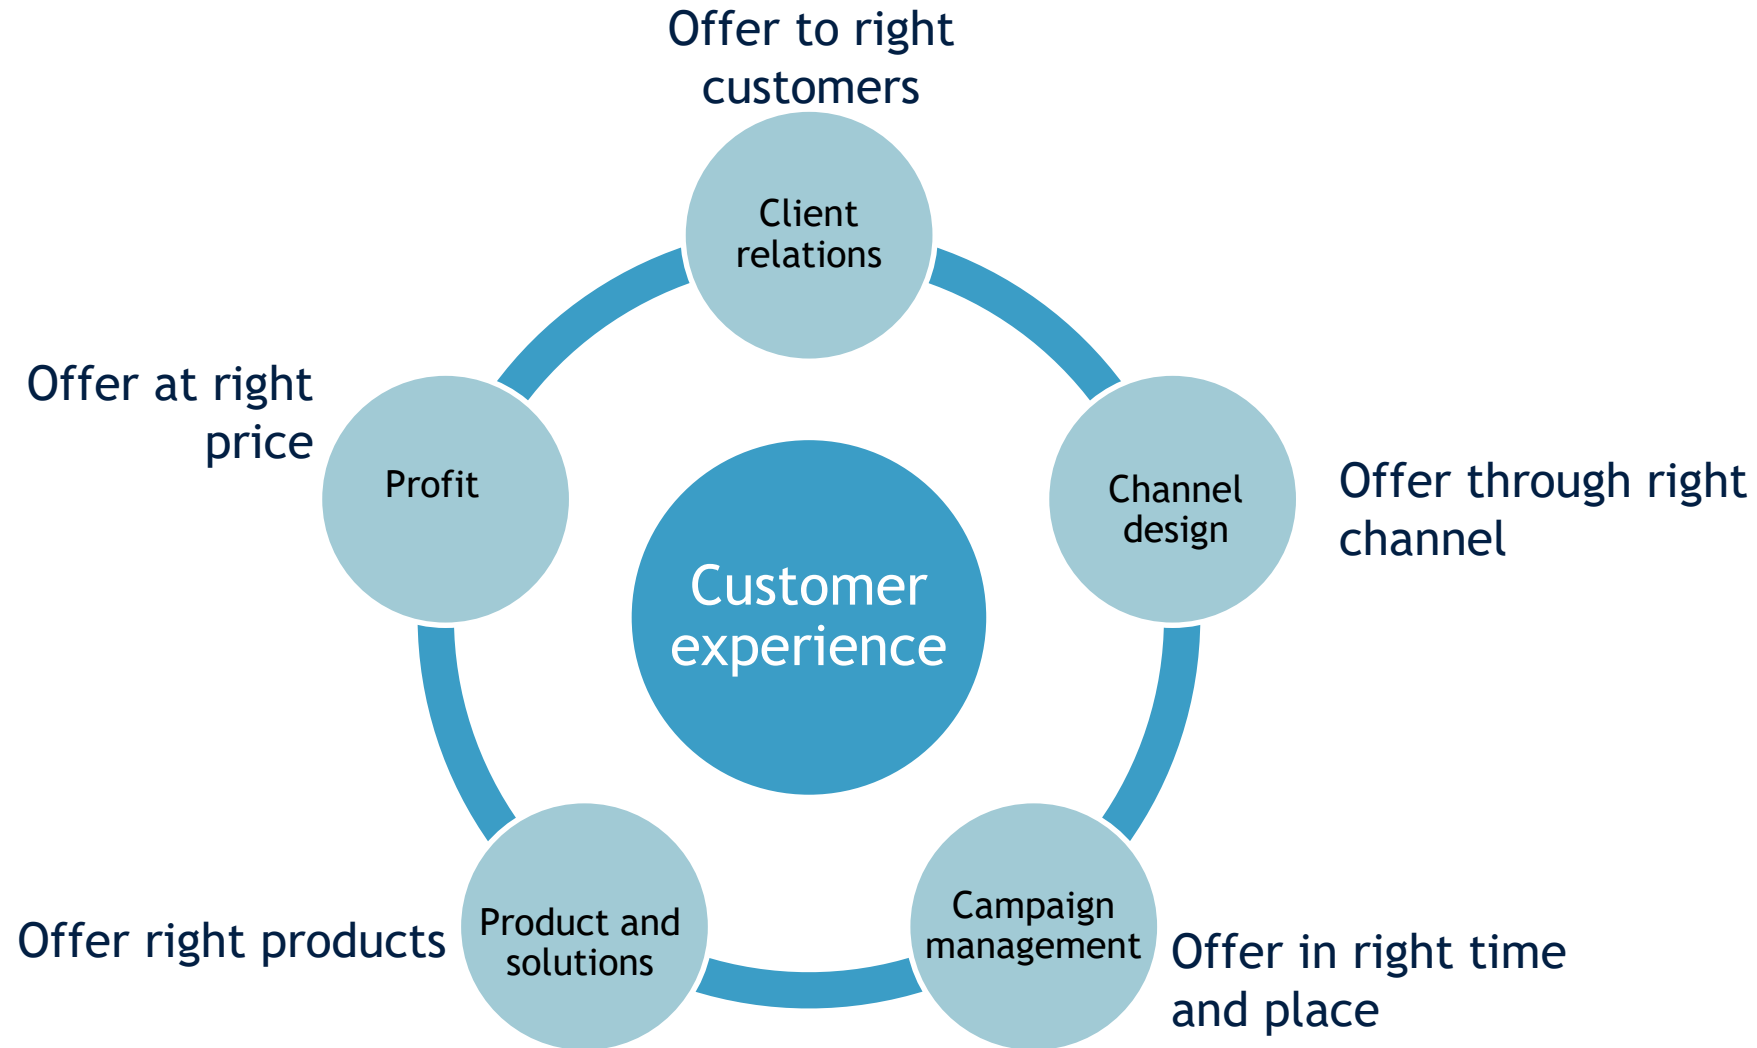 Offer to right
customers
Client
relations
Offer at right
price
Profit
Channel
design
Offer through right
channel
Customer
experience
Offer right products
Product and
solutions
Campaign
management
Offer in right time
and place